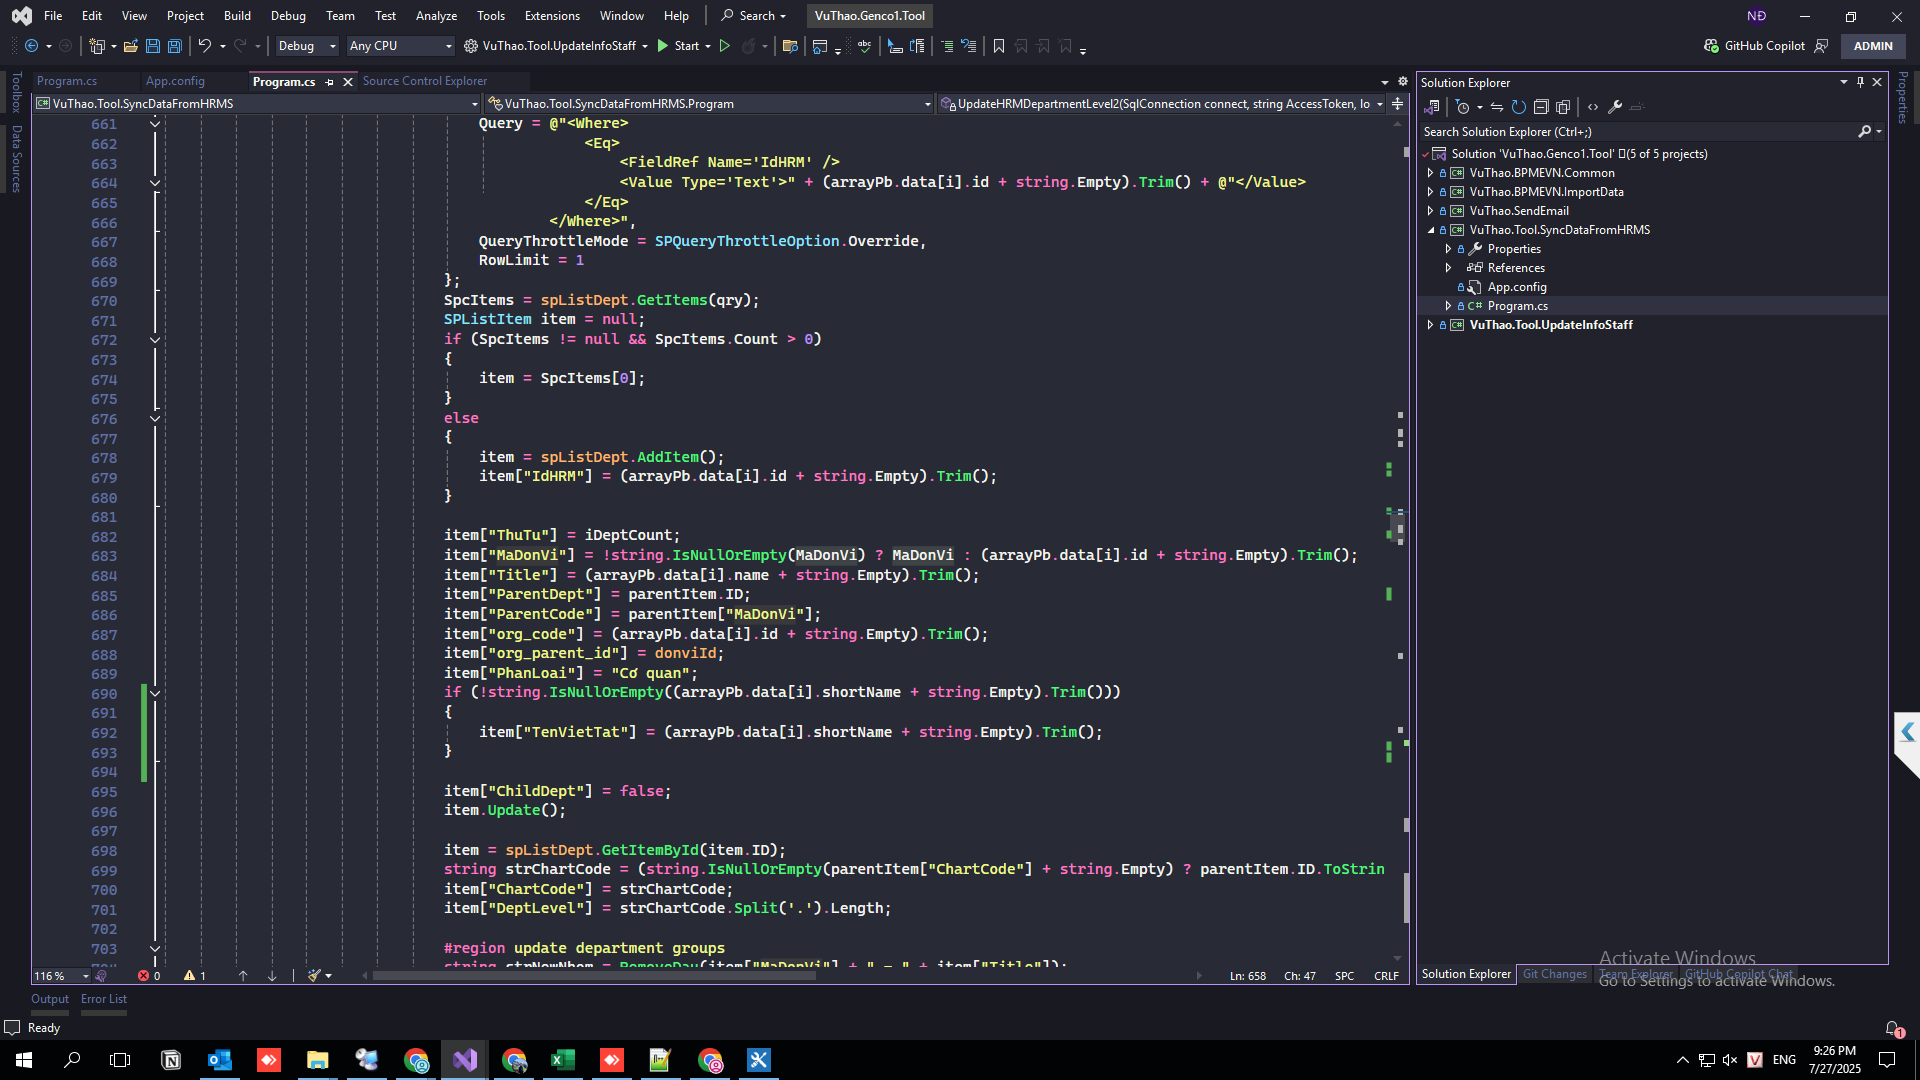 File Edit View Project Build Debug Team Test Analyze Tools Extensions Window Help Search VuThao.Genco1.Tool NĐ
Debug Any CPU VuThao.Tool.UpdateInfoStaff Start GitHub Copilot ADMIN
Program.cs App.config Program.cs Source Control Explorer
VuThao.Tool.SyncDataFromHRMS VuThao.Tool.SyncDataFromHRMS.Program UpdateHRMDepartmentLevel2(SqlConnection connect, string AccessToken, lo
Toolbox
Data Sources
661 Query = @"<Where>
662 <Eq>
663 <FieldRef Name='IdHRM' />
664 <Value Type='Text'>" + (arrayPb.data[i].id + string.Empty).Trim() + @"</Value>
665 </Eq>
666 </Where>",
667 QueryThrottleMode = SPQueryThrottleOption.Override,
668 RowLimit = 1
669 };
670 SpcItems = spListDept.GetItems(qry);
671 SPListItem item = null;
672 if (SpcItems != null && SpcItems.Count > 0)
673 {
674 item = SpcItems[0];
675 }
676 else
677 {
678 item = spListDept.AddItem();
679 item["IdHRM"] = (arrayPb.data[i].id + string.Empty).Trim();
680 }
681
682 item["ThuTu"] = iDeptCount;
683 item["MaDonVi"] = !string.IsNullOrEmpty(MaDonVi) ? MaDonVi : (arrayPb.data[i].id + string.Empty).Trim();
684 item["Title"] = (arrayPb.data[i].name + string.Empty).Trim();
685 item["ParentDept"] = parentItem.ID;
686 item["ParentCode"] = parentItem["MaDonVi"];
687 item["org_code"] = (arrayPb.data[i].id + string.Empty).Trim();
688 item["org_parent_id"] = donviId;
689 item["PhanLoai"] = "Cơ quan";
690 if (!string.IsNullOrEmpty((arrayPb.data[i].shortName + string.Empty).Trim()))
691 {
692 item["TenVietTat"] = (arrayPb.data[i].shortName + string.Empty).Trim();
693 }
694
695 item["ChildDept"] = false;
696 item.Update();
697
698 item = spListDept.GetItemById(item.ID);
699 string strChartCode = (string.IsNullOrEmpty(parentItem["ChartCode"] + string.Empty) ? parentItem.ID.ToStrin
700 item["ChartCode"] = strChartCode;
701 item["DeptLevel"] = strChartCode.Split('.').Length;
702
703 #region update department groups
string strNewNhom = RemoveDau(item["MaDonVi"] + " - " + item["Title"]);
116 % 0 1 Ln: 658 Ch: 47 SPC CRLF
Solution Explorer
Search Solution Explorer (Ctrl+;)
Solution 'VuThao.Genco1.Tool' (5 of 5 projects)
VuThao.BPMEVN.Common
VuThao.BPMEVN.ImportData
VuThao.SendEmail
VuThao.Tool.SyncDataFromHRMS
Properties
References
App.config
Program.cs
VuThao.Tool.UpdateInfoStaff
Properties
Solution Explorer Git Changes Team Explorer GitHub Copilot Chat
Activate Windows
Go to Settings to activate Windows.
Output Error List
Ready 1
ENG 9:26 PM
7/27/2025